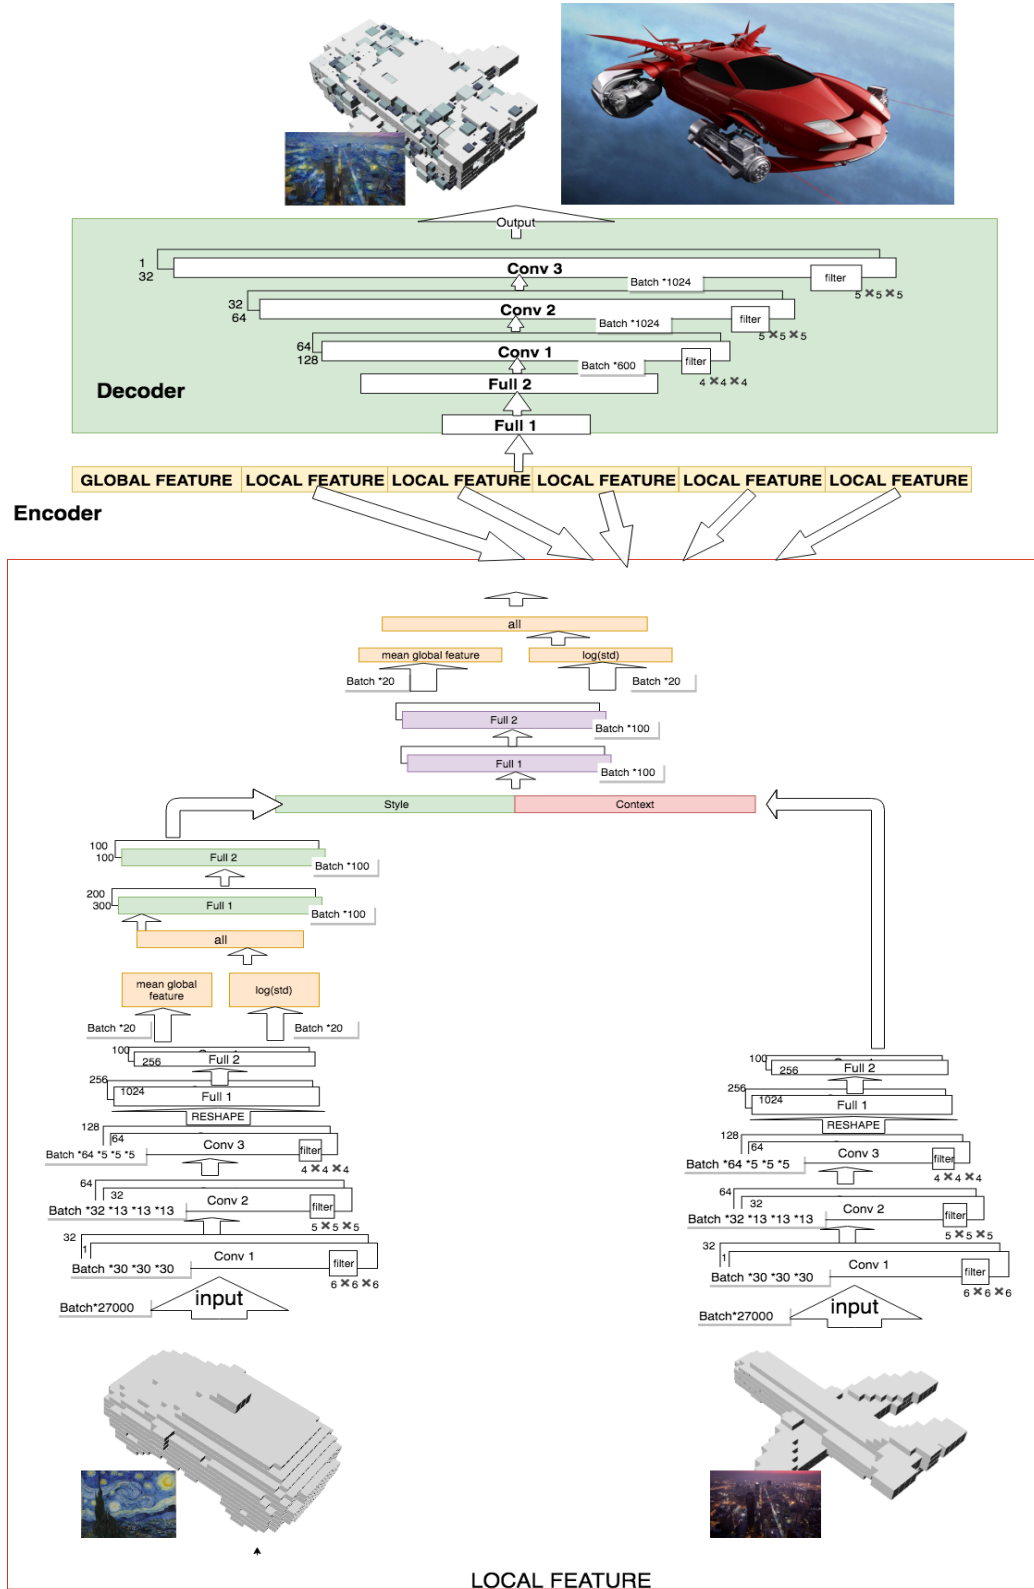 Output
1
32
Conv 3
Batch *1024
filter
5 ×5 ×5
32
64
Conv 2
Batch *1024
filter
5 ×5 ×5
64
128
Conv 1
Batch *600
filter
4 ×4 ×4
Decoder
Full 2
Full 1
GLOBAL FEATURE LOCAL FEATURE LOCAL FEATURE LOCAL FEATURE LOCAL FEATURE LOCAL FEATURE
Encoder
all
mean global feature
log(std)
Batch *20
Batch *20
Full 2
Batch *100
Full 1
Batch *100
Style
Context
100
100
Full 2
Batch *100
200
300
Full 1
Batch *100
all
mean global
feature
log(std)
Batch *20
Batch *20
100
256
Full 2
256
1024
Full 1
RESHAPE
128
64
Conv 3
Batch *64 *5 *5 *5
filter
4 ×4 ×4
64
32
Conv 2
Batch *32 *13 *13 *13
filter
5 ×5 ×5
32
1
Conv 1
Batch *30 *30 *30
filter
6 ×6 ×6
input
Batch*27000
100
256
Full 2
256
1024
Full 1
RESHAPE
128
64
Conv 3
Batch *64 *5 *5 *5
filter
4 ×4 ×4
64
32
Conv 2
Batch *32 *13 *13 *13
filter
5 ×5 ×5
32
1
Conv 1
Batch *30 *30 *30
filter
6 ×6 ×6
input
Batch*27000
LOCAL FEATURE